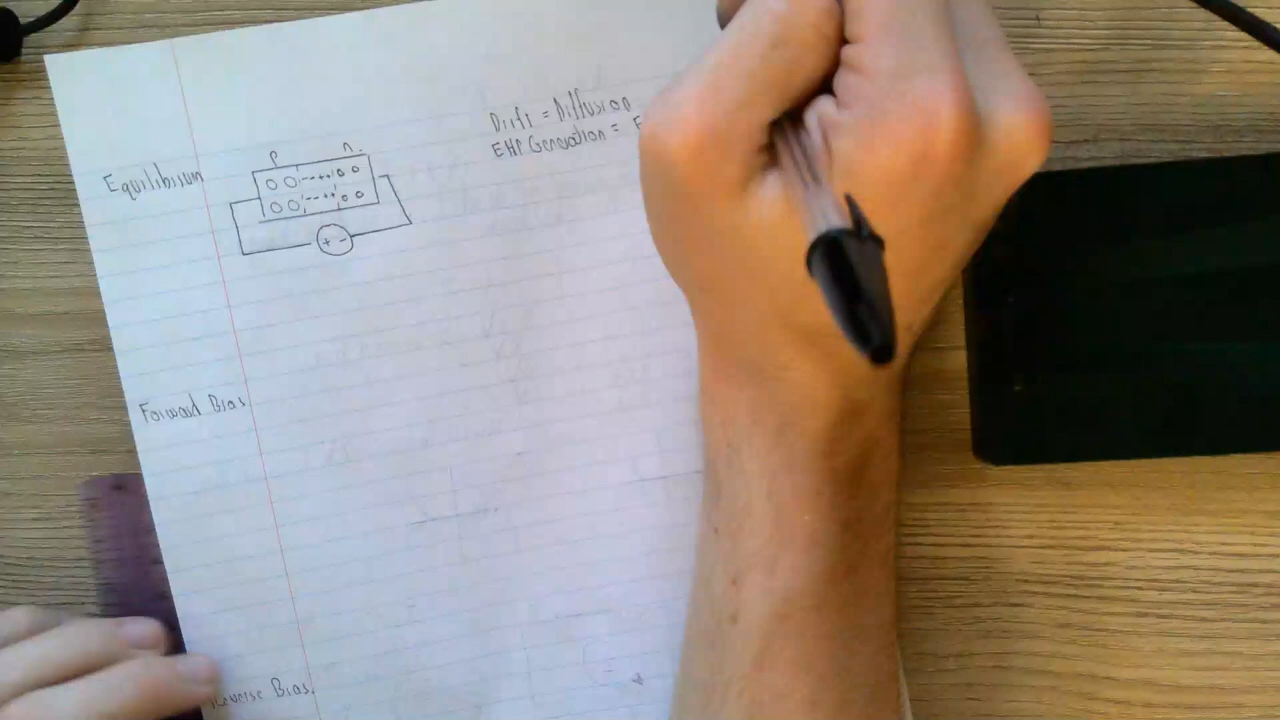 Drift = Diffusion
EHP Generation = E
p n
Equilibrium
- - + +
- - + +
+ -
Forward Bias
Reverse Bias